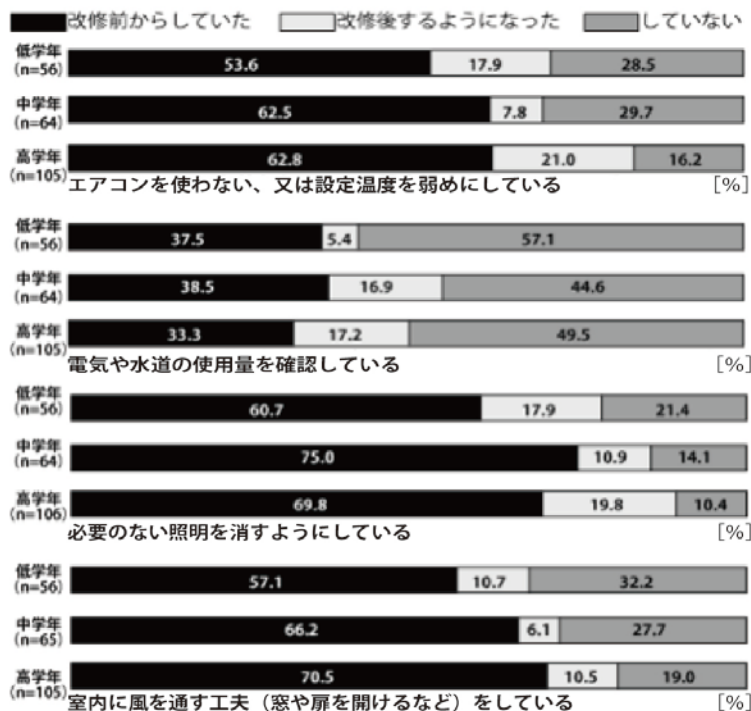 改修前からしていた 改修後するようになった していない
低学年
(n=56)
53.6 17.9 28.5
中学年
(n=64)
62.5 7.8 29.7
高学年
(n=105)
62.8 21.0 16.2
エアコンを使わない、又は設定温度を弱めにしている [%]
低学年
(n=56)
37.5 5.4 57.1
中学年
(n=64)
38.5 16.9 44.6
高学年
(n=105)
33.3 17.2 49.5
電気や水道の使用量を確認している [%]
低学年
(n=56)
60.7 17.9 21.4
中学年
(n=64)
75.0 10.9 14.1
高学年
(n=106)
69.8 19.8 10.4
必要のない照明を消すようにしている [%]
低学年
(n=56)
57.1 10.7 32.2
中学年
(n=65)
66.2 6.1 27.7
高学年
(n=105)
70.5 10.5 19.0
室内に風を通す工夫（窓や扉を開けるなど）をしている [%]